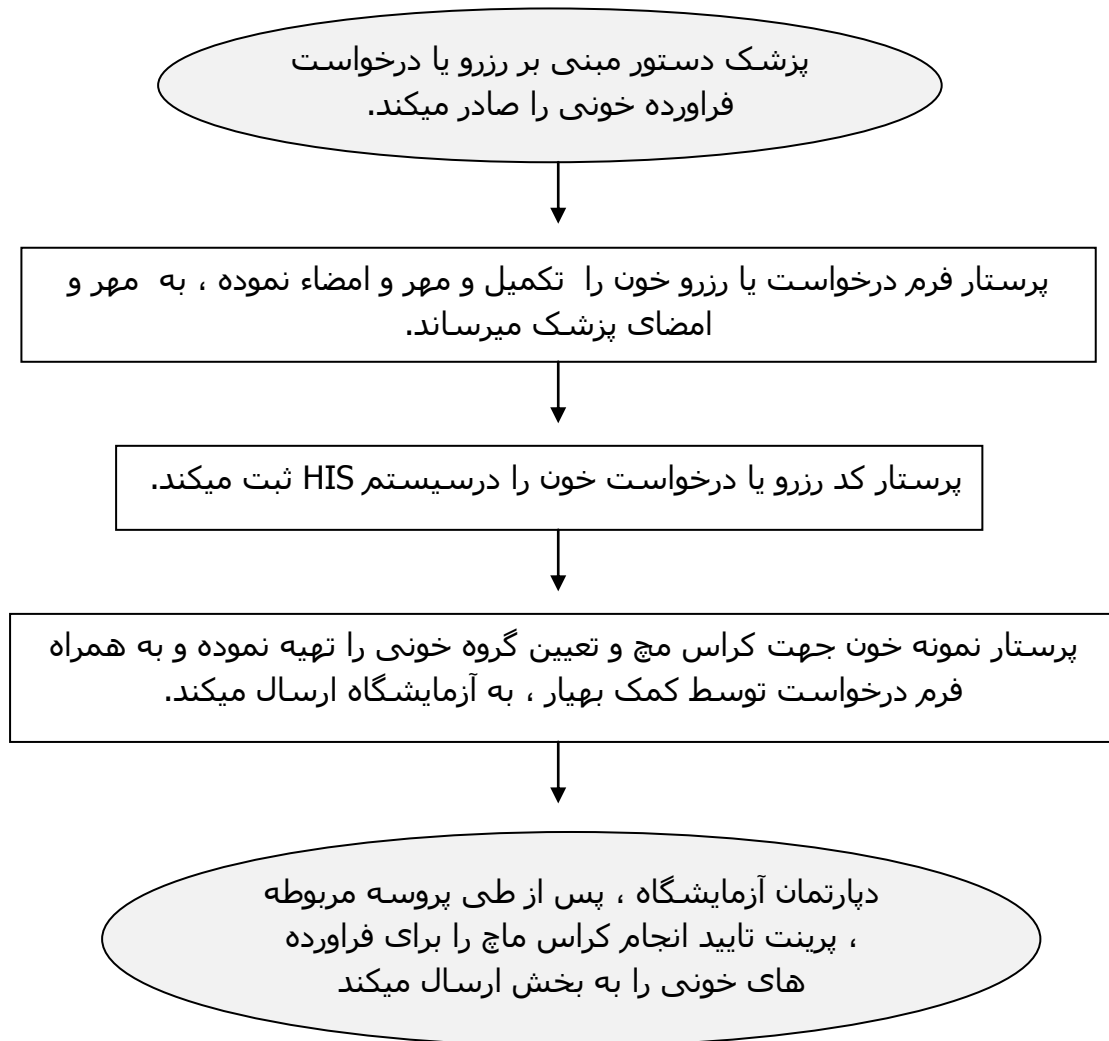 پزشک دستور مبنی بر رزرو یا درخواست
فراورده خونی را صادر میکند.
پرستار فرم درخواست یا رزرو خون را تکمیل و مهر و امضاء نموده ، به مهر و
امضای پزشک میرساند.
پرستار کد رزرو یا درخواست خون را درسیستم HIS ثبت میکند.
پرستار نمونه خون جهت کراس مچ و تعیین گروه خونی را تهیه نموده و به همراه
فرم درخواست توسط کمک بهیار ، به آزمایشگاه ارسال میکند.
دپارتمان آزمایشگاه ، پس از طی پروسه مربوطه
، پرینت تایید انجام کراس ماچ را برای فراورده
های خونی را به بخش ارسال میکند